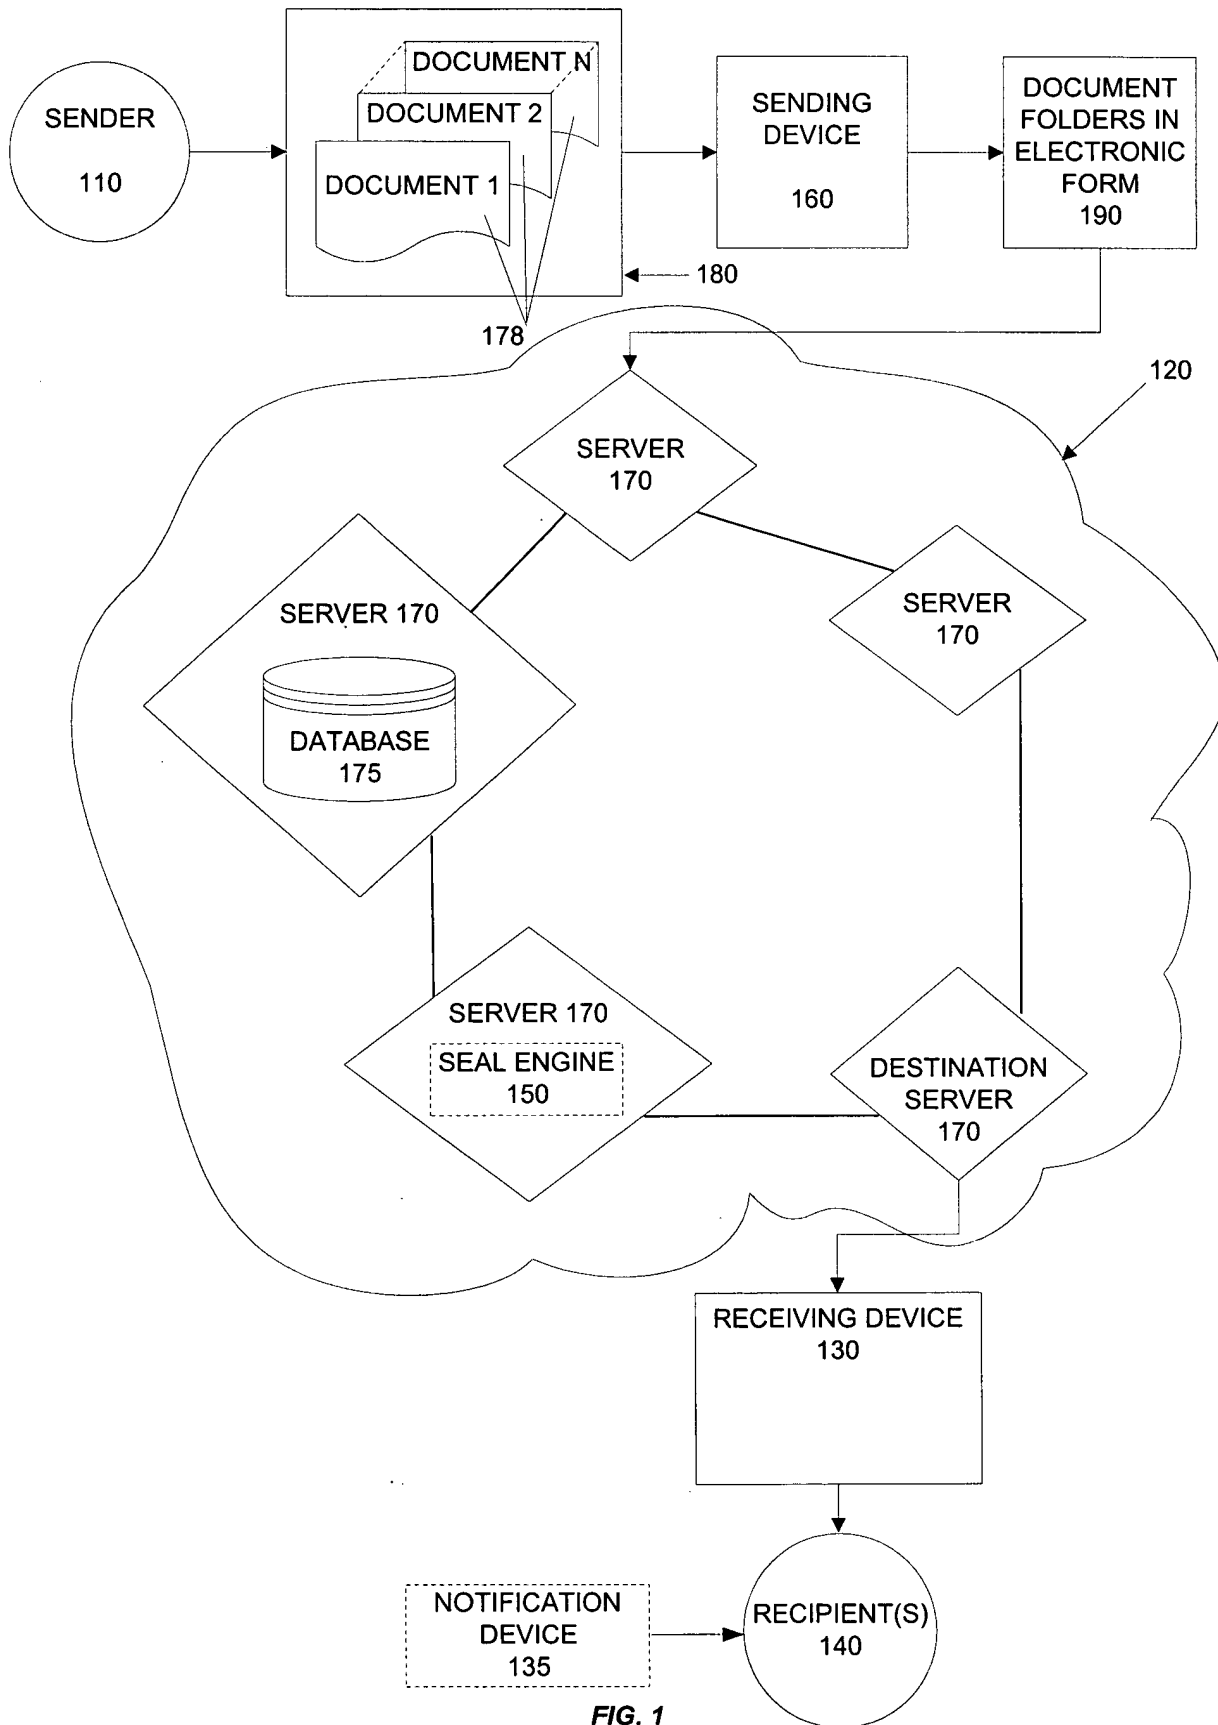 SENDER
110
DOCUMENT N
DOCUMENT 2
DOCUMENT 1
SENDING
DEVICE
160
DOCUMENT
FOLDERS IN
ELECTRONIC
FORM
190
180
178
120
SERVER
170
SERVER 170
DATABASE
175
SERVER
170
SERVER 170
SEAL ENGINE
150
DESTINATION
SERVER
170
RECEIVING DEVICE
130
NOTIFICATION
DEVICE
135
RECIPIENT(S)
140
FIG. 1